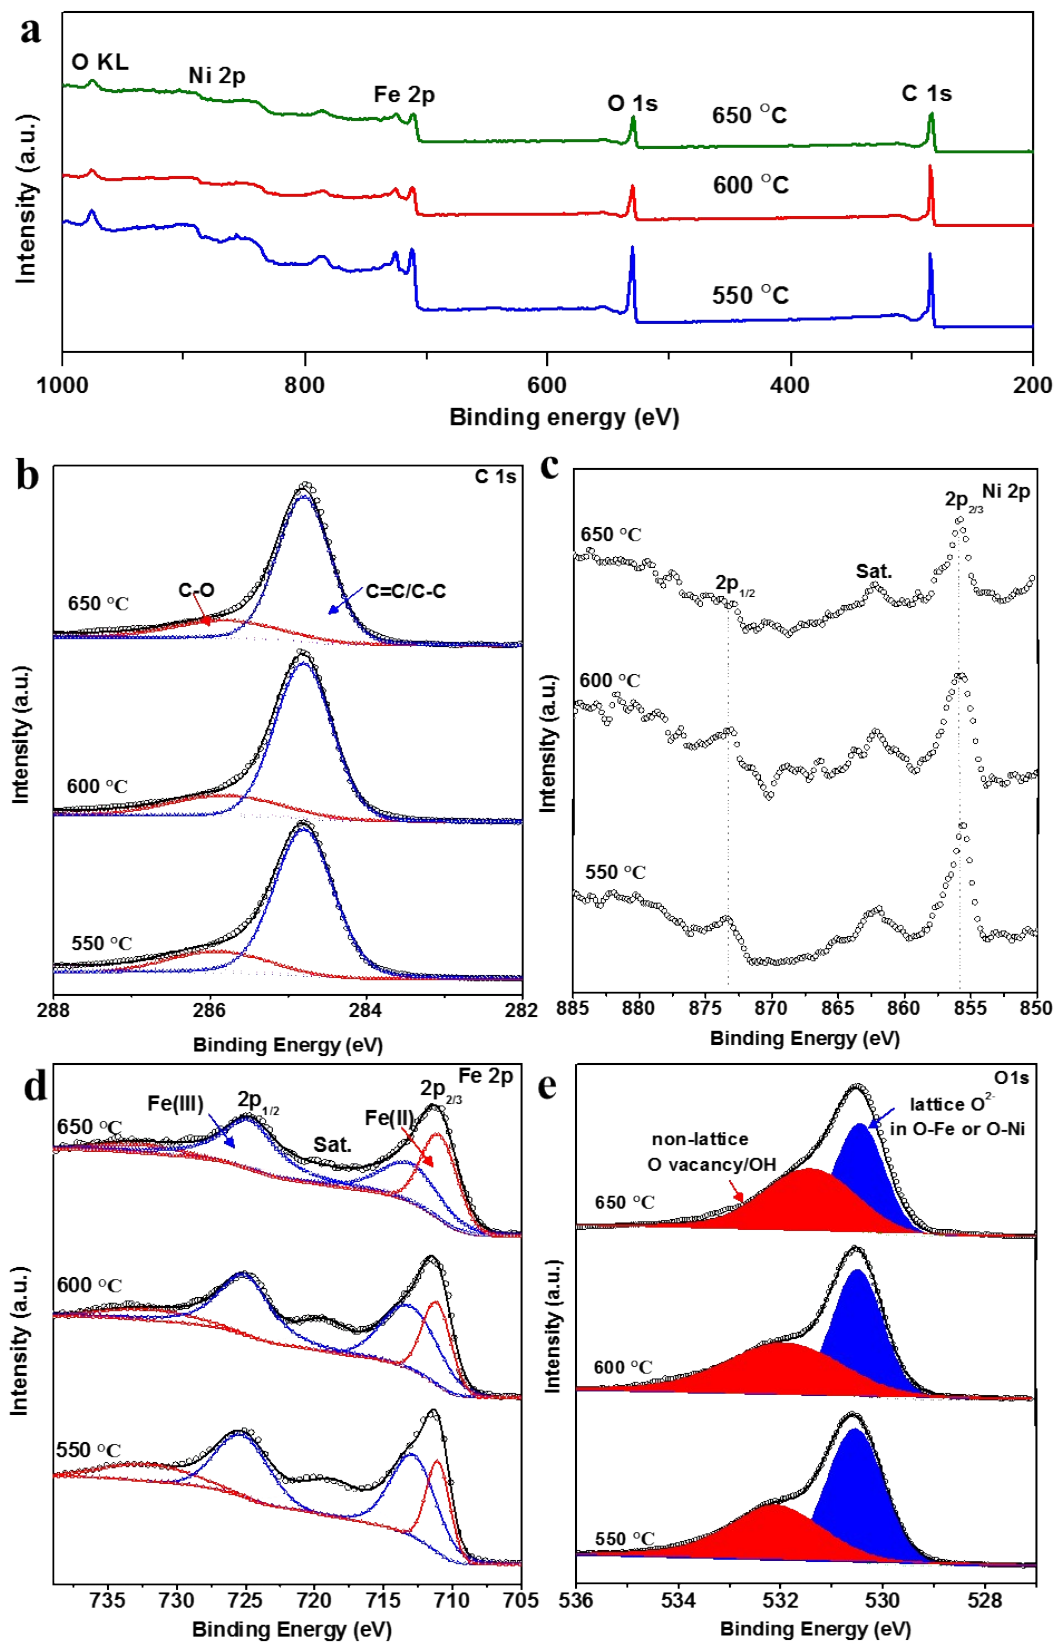 a
O KL
Ni 2p
Fe 2p
O 1s
C 1s
650 °C
600 °C
550 °C
Intensity (a.u.)
1000 800 600 400 200
Binding energy (eV)
b
C 1s
C-O
C=C/C-C
650 °C
600 °C
550 °C
Intensity (a.u.)
288 286 284 282
Binding Energy (eV)
c
Ni 2p
2p2/3
650 °C
Sat.
2p1/2
600 °C
550 °C
Intensity (a.u.)
885 880 875 870 865 860 855 850
Binding Energy (eV)
d
Fe 2p
Fe(III)
2p1/2
2p2/3
Fe(II)
Sat.
650 °C
600 °C
550 °C
Intensity (a.u.)
735 730 725 720 715 710 705
Binding Energy (eV)
e
O1s
lattice O2-
in O-Fe or O-Ni
non-lattice
O vacancy/OH
650 °C
600 °C
550 °C
Intensity (a.u.)
536 534 532 530 528
Binding Energy (eV)